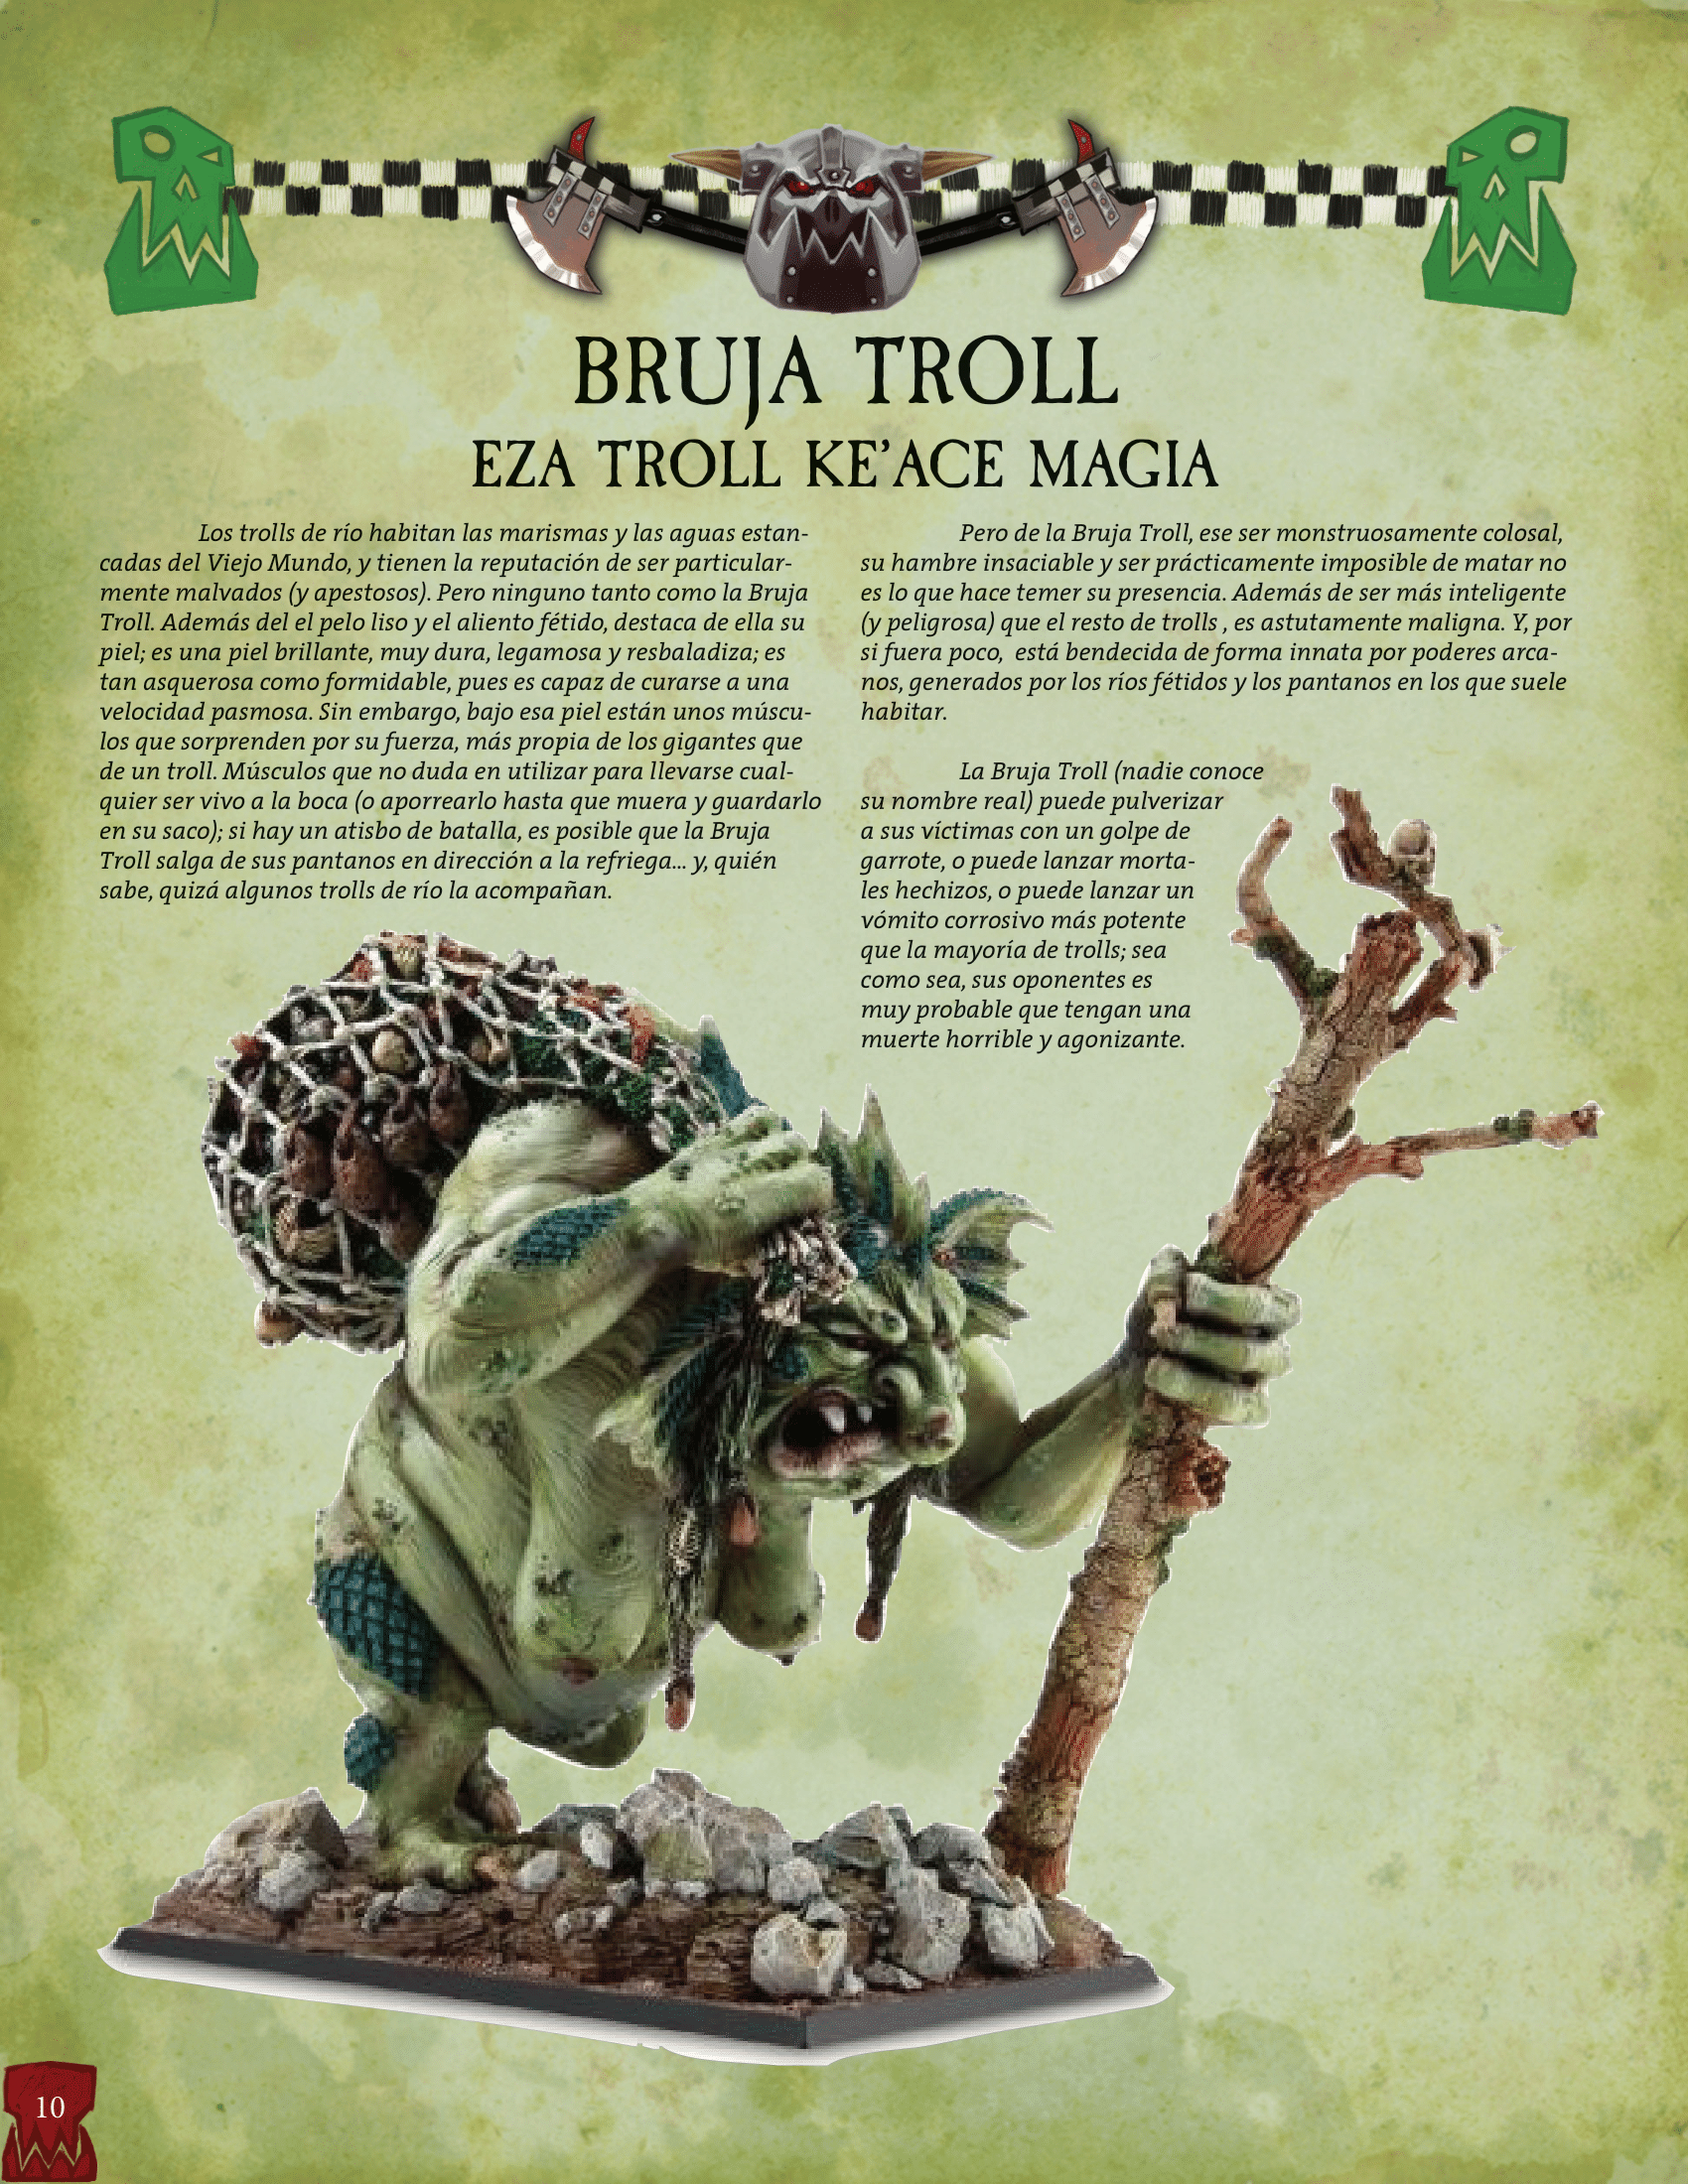 BRUJA TROLL
EZA TROLL KE'ACE MAGIA
Los trolls de río habitan las marismas y las aguas estan-
cadas del Viejo Mundo, y tienen la reputación de ser particular-
mente malvados (y apestosos). Pero ninguno tanto como la Bruja
Troll. Además del el pelo liso y el aliento fétido, destaca de ella su
piel; es una piel brillante, muy dura, legamosa y resbaladiza; es
tan asquerosa como formidable, pues es capaz de curarse a una
velocidad pasmosa. Sin embargo, bajo esa piel están unos múscu-
los que sorprenden por su fuerza, más propia de los gigantes que
de un troll. Músculos que no duda en utilizar para llevarse cual-
quier ser vivo a la boca (o aporrearlo hasta que muera y guardarlo
en su saco); si hay un atisbo de batalla, es posible que la Bruja
Troll salga de sus pantanos en dirección a la refriega... y, quién
sabe, quizá algunos trolls de río la acompañan.
Pero de la Bruja Troll, ese ser monstruosamente colosal,
su hambre insaciable y ser prácticamente imposible de matar no
es lo que hace temer su presencia. Además de ser más inteligente
(y peligrosa) que el resto de trolls , es astutamente maligna. Y, por
si fuera poco,  está bendecida de forma innata por poderes arca-
nos, generados por los ríos fétidos y los pantanos en los que suele
habitar.
La Bruja Troll (nadie conoce
su nombre real) puede pulverizar
a sus víctimas con un golpe de
garrote, o puede lanzar morta-
les hechizos, o puede lanzar un
vómito corrosivo más potente
que la mayoría de trolls; sea
como sea, sus oponentes es
muy probable que tengan una
muerte horrible y agonizante.
10